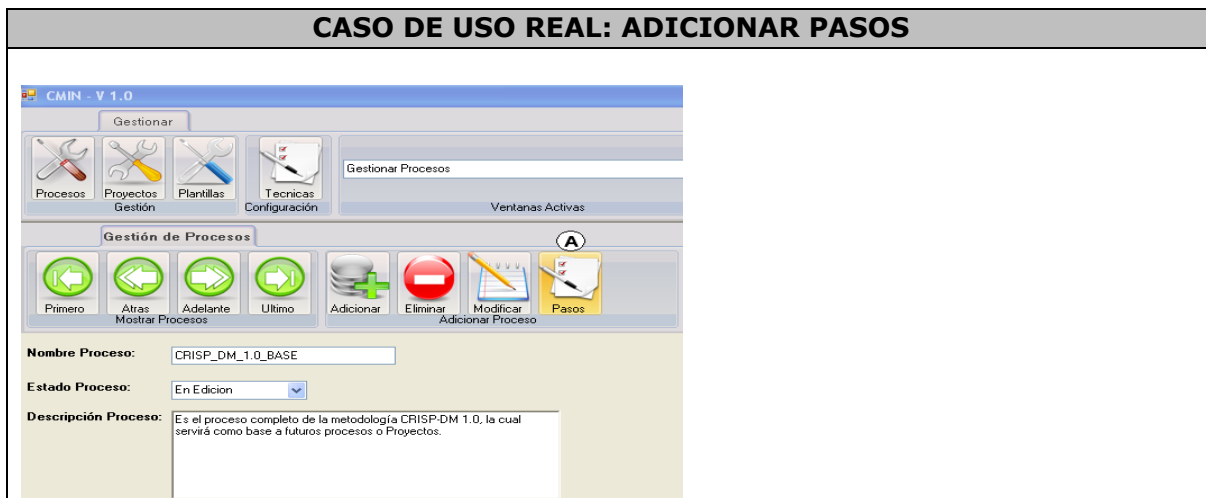 CASO DE USO REAL: ADICIONAR PASOS
CMIN - V 1.0
Gestionar
Procesos Proyectos Plantillas Tecnicas
Gestionar Procesos
Gestión Configuración Ventanas Activas
Gestión de Procesos
A
Primero Atras Adelante Ultimo Adicionar Eliminar Modificar Pasos
Mostrar Procesos Adicionar Proceso
Nombre Proceso: CRISP_DM_1.0_BASE
Estado Proceso: En Edicion
Descripción Proceso: Es el proceso completo de la metodología CRISP-DM 1.0, la cual
servirá como base a futuros procesos o Proyectos.